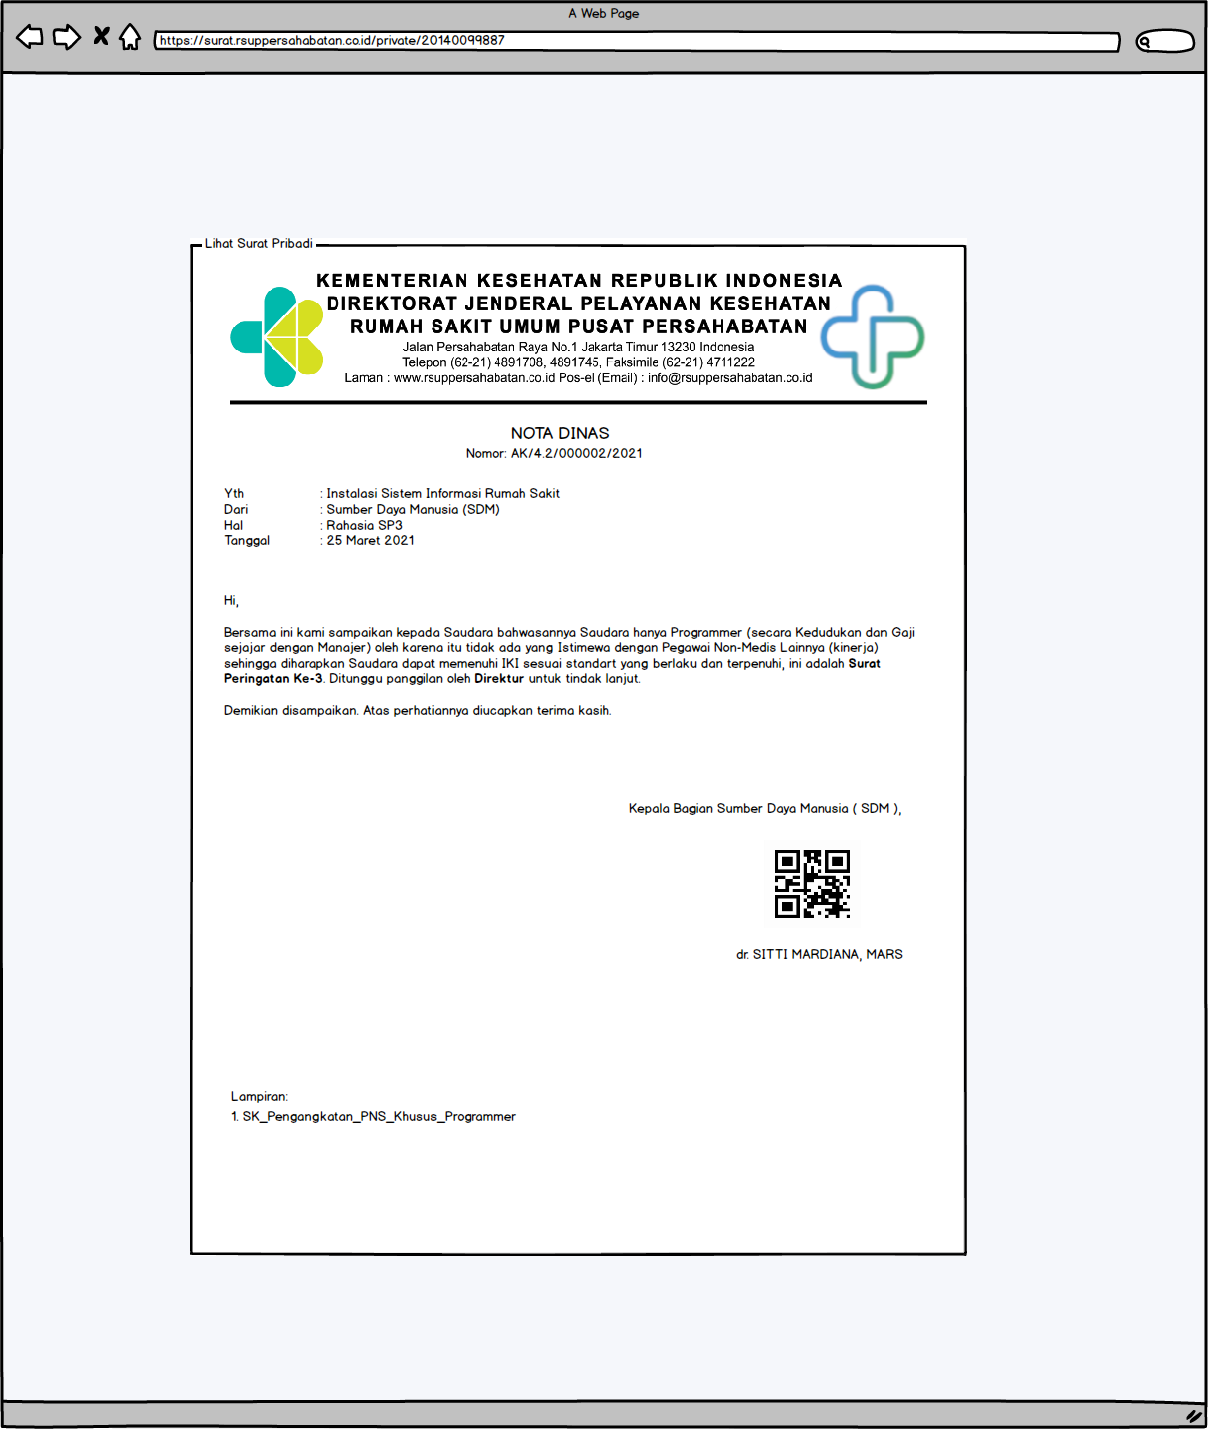 A Web Page
https://surat.rsuppersahabatan.co.id/private/20140099887
Lihat Surat Pribadi
KEMENTERIAN KESEHATAN REPUBLIK INDONESIA
DIREKTORAT JENDERAL PELAYANAN KESEHATAN
RUMAH SAKIT UMUM PUSAT PERSAHABATAN
Jalan Persahabatan Raya No.1 Jakarta Timur 13230 Indonesia
Telepon (62-21) 4891708, 4891745, Faksimile (62-21) 4711222
Laman : www.rsuppersahabatan.co.id Pos-el (Email) : info@rsuppersahabatan.co.id
NOTA DINAS
Nomor: AK/4.2/000002/2021
Yth : Instalasi Sistem Informasi Rumah Sakit
Dari : Sumber Daya Manusia (SDM)
Hal : Rahasia SP3
Tanggal : 25 Maret 2021
Hi,
Bersama ini kami sampaikan kepada Saudara bahwasannya Saudara hanya Programmer (secara Kedudukan dan Gaji
sejajar dengan Manajer) oleh karena itu tidak ada yang Istimewa dengan Pegawai Non-Medis Lainnya (kinerja)
sehingga diharapkan Saudara dapat memenuhi IKI sesuai standart yang berlaku dan terpenuhi, ini adalah Surat
Peringatan Ke-3. Ditunggu panggilan oleh Direktur untuk tindak lanjut.
Demikian disampaikan. Atas perhatiannya diucapkan terima kasih.
Kepala Bagian Sumber Daya Manusia ( SDM ),
dr. SITTI MARDIANA, MARS
Lampiran:
1. SK_Pengangkatan_PNS_Khusus_Programmer